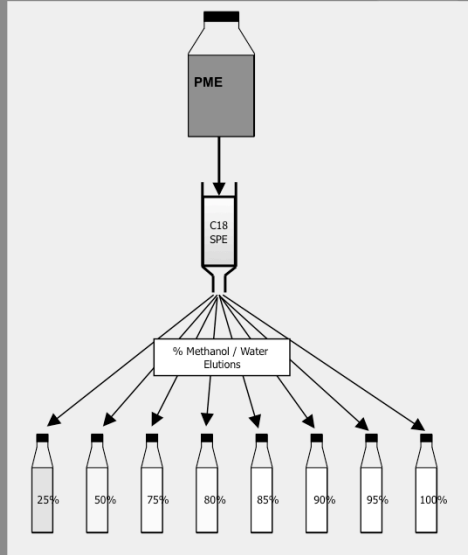 PME
C18
SPE
% Methanol / Water
Elutions
25% 50% 75% 80% 85% 90% 95% 100%